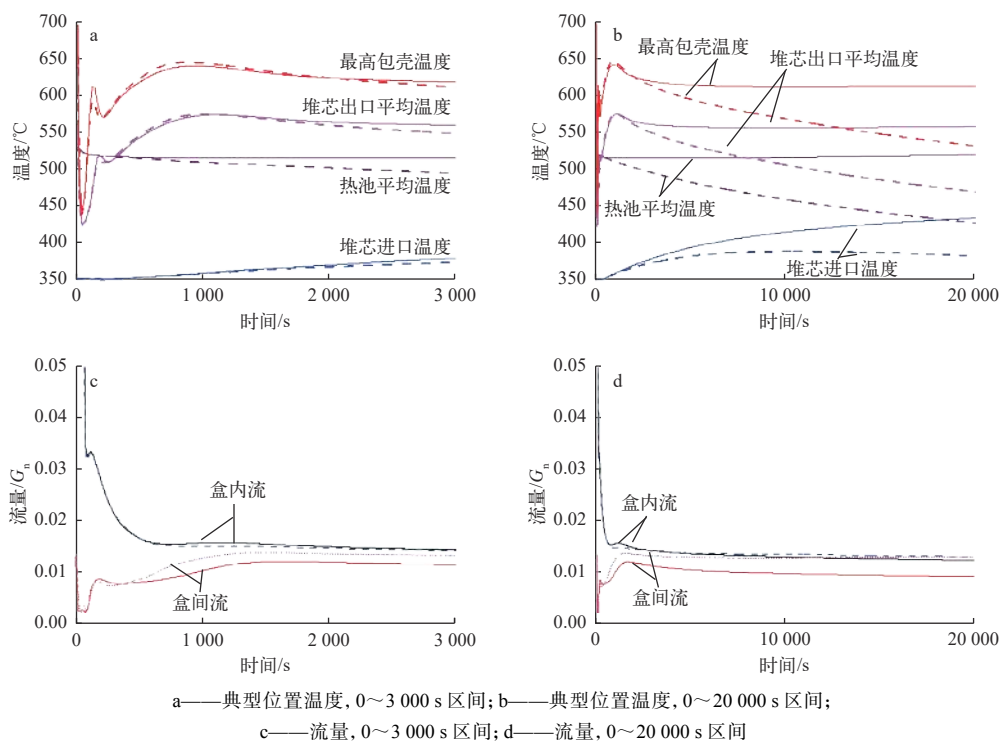 a
700
650
600
550
500
450
400
350
温度/℃
最高包壳温度
堆芯出口平均温度
热池平均温度
堆芯进口温度
0
1 000
2 000
3 000
时间/s
b
700
650
600
550
500
450
400
350
温度/℃
最高包壳温度
堆芯出口平均温度
热池平均温度
堆芯进口温度
0
10 000
20 000
时间/s
c
0.05
0.04
0.03
0.02
0.01
0.00
流量/Gn
盒内流
盒间流
0
1 000
2 000
3 000
时间/s
d
0.05
0.04
0.03
0.02
0.01
0.00
流量/Gn
盒内流
盒间流
0
10 000
20 000
时间/s
a——典型位置温度, 0～3 000 s 区间; b——典型位置温度, 0～20 000 s 区间;
c——流量, 0～3 000 s 区间; d——流量, 0～20 000 s 区间